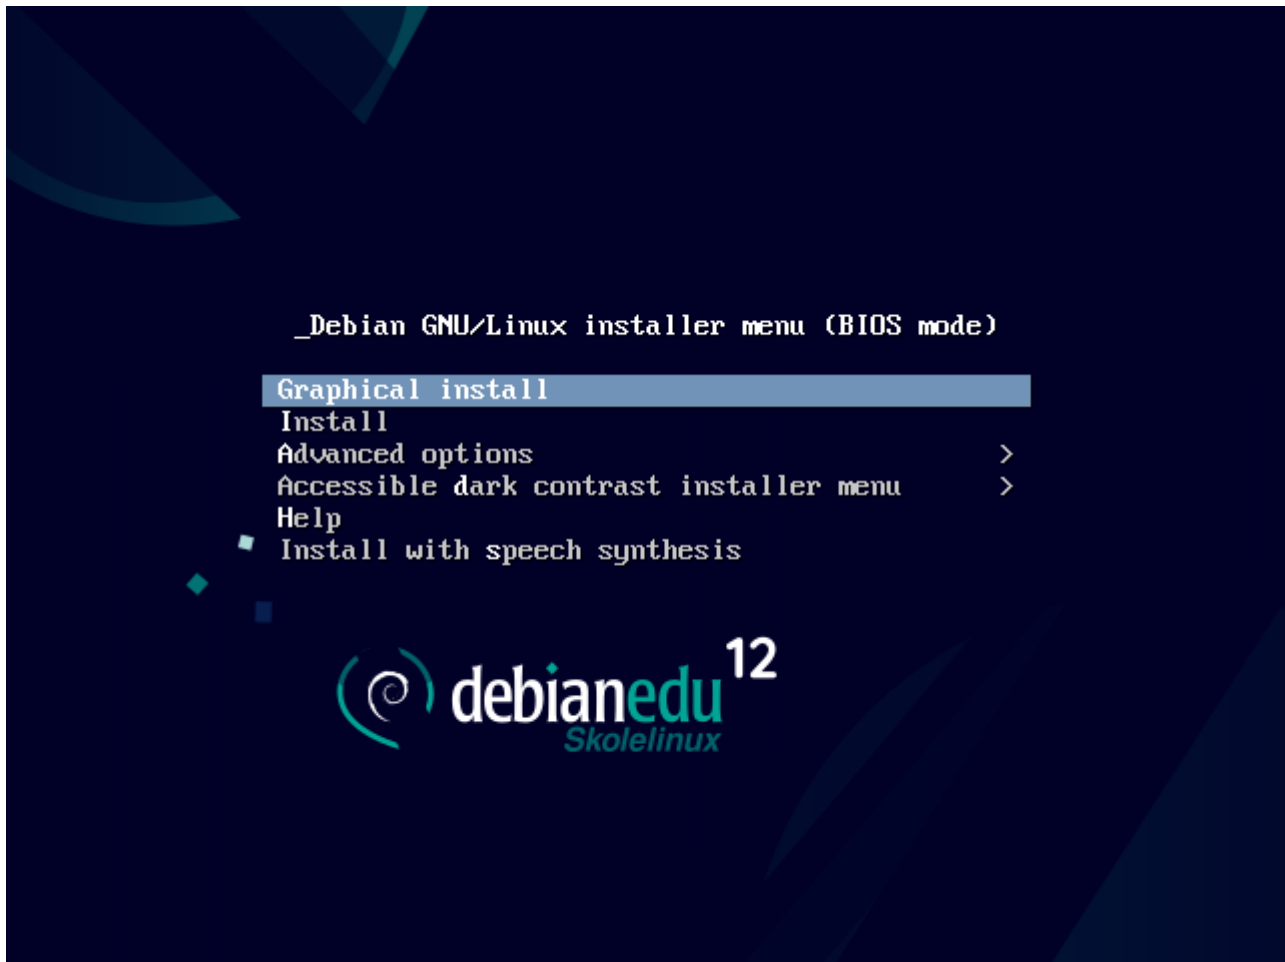 _Debian GNU/Linux installer menu (BIOS mode)
Graphical install
Install
Advanced options >
Accessible dark contrast installer menu >
Help
Install with speech synthesis
debianedu 12
Skolelinux